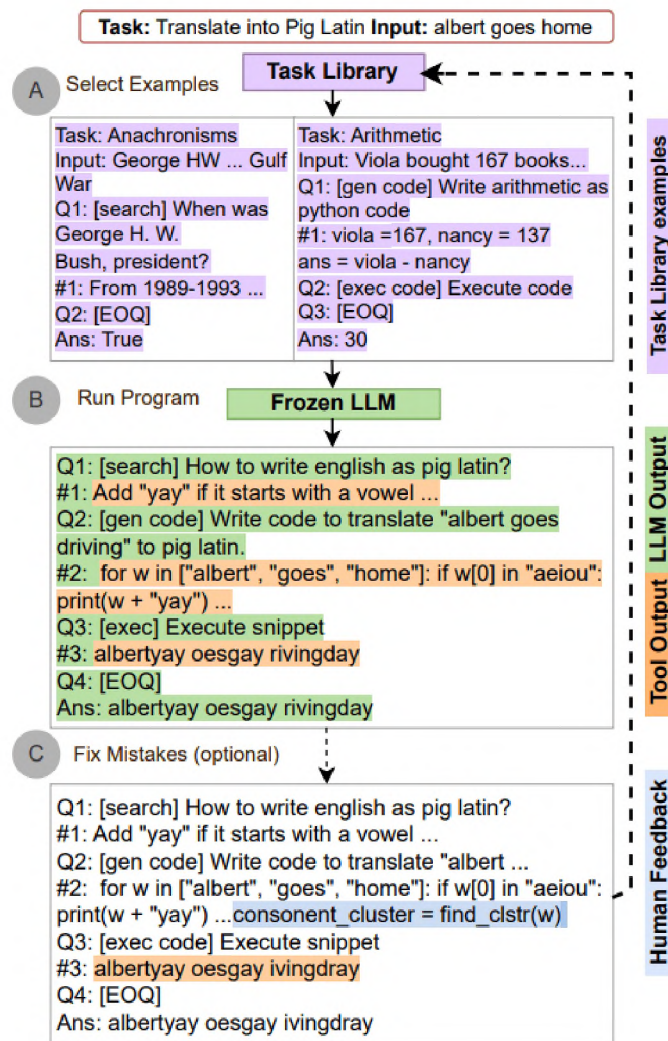 Task: Translate into Pig Latin Input: albert goes home
A
Select Examples
Task Library
Task: Anachronisms
Input: George HW ... Gulf
War
Q1: [search] When was
George H. W.
Bush, president?
#1: From 1989-1993 ...
Q2: [EOQ]
Ans: True
Task: Arithmetic
Input: Viola bought 167 books...
Q1: [gen code] Write arithmetic as
python code
#1: viola =167, nancy = 137
ans = viola - nancy
Q2: [exec code] Execute code
Q3: [EOQ]
Ans: 30
Task Library examples
B
Run Program
Frozen LLM
Q1: [search] How to write english as pig latin?
#1: Add "yay" if it starts with a vowel ...
Q2: [gen code] Write code to translate "albert goes
driving" to pig latin.
#2: for w in ["albert", "goes", "home"]: if w[0] in "aeiou":
print(w + "yay") ...
Q3: [exec] Execute snippet
#3: albertyay oesgay rivingday
Q4: [EOQ]
Ans: albertyay oesgay rivingday
LLM Output
Tool Output
C
Fix Mistakes (optional)
Q1: [search] How to write english as pig latin?
#1: Add "yay" if it starts with a vowel ...
Q2: [gen code] Write code to translate "albert ...
#2: for w in ["albert", "goes", "home"]: if w[0] in "aeiou":
print(w + "yay") ...consonent_cluster = find_clstr(w)
Q3: [exec code] Execute snippet
#3: albertyay oesgay ivingdray
Q4: [EOQ]
Ans: albertyay oesgay ivingdray
Human Feedback